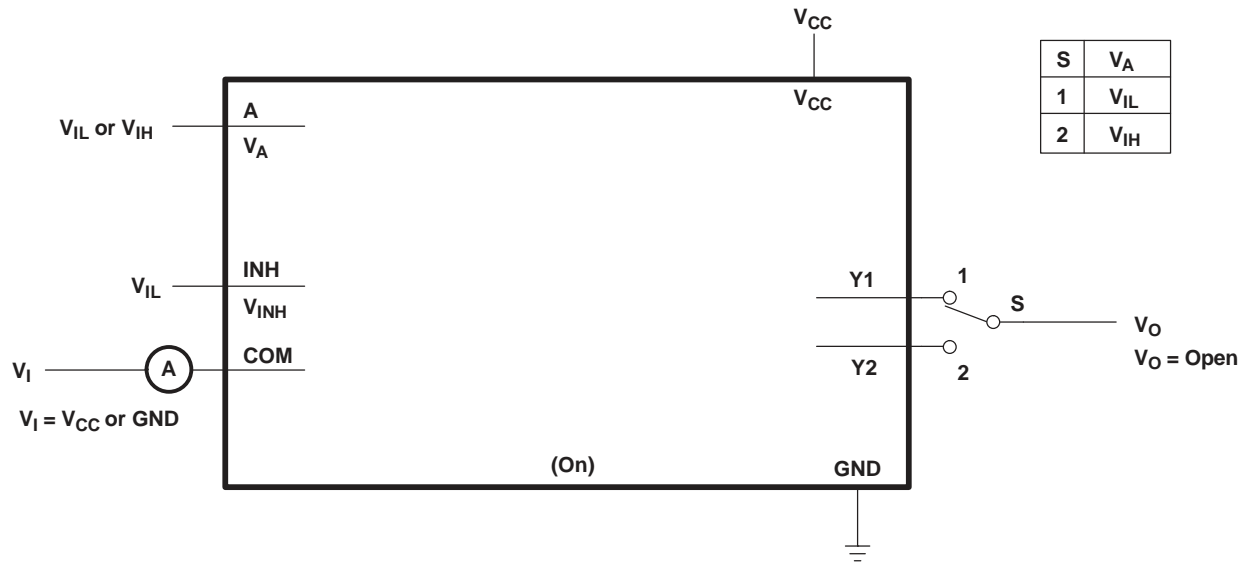 VCC
S VA
1 VIL
2 VIH
VCC
VIL or VIH
A
VA
VIL
INH
VINH
Y1
1
S
VO
VO = Open
Y2
2
VI
A
COM
VI = VCC or GND
(On)
GND